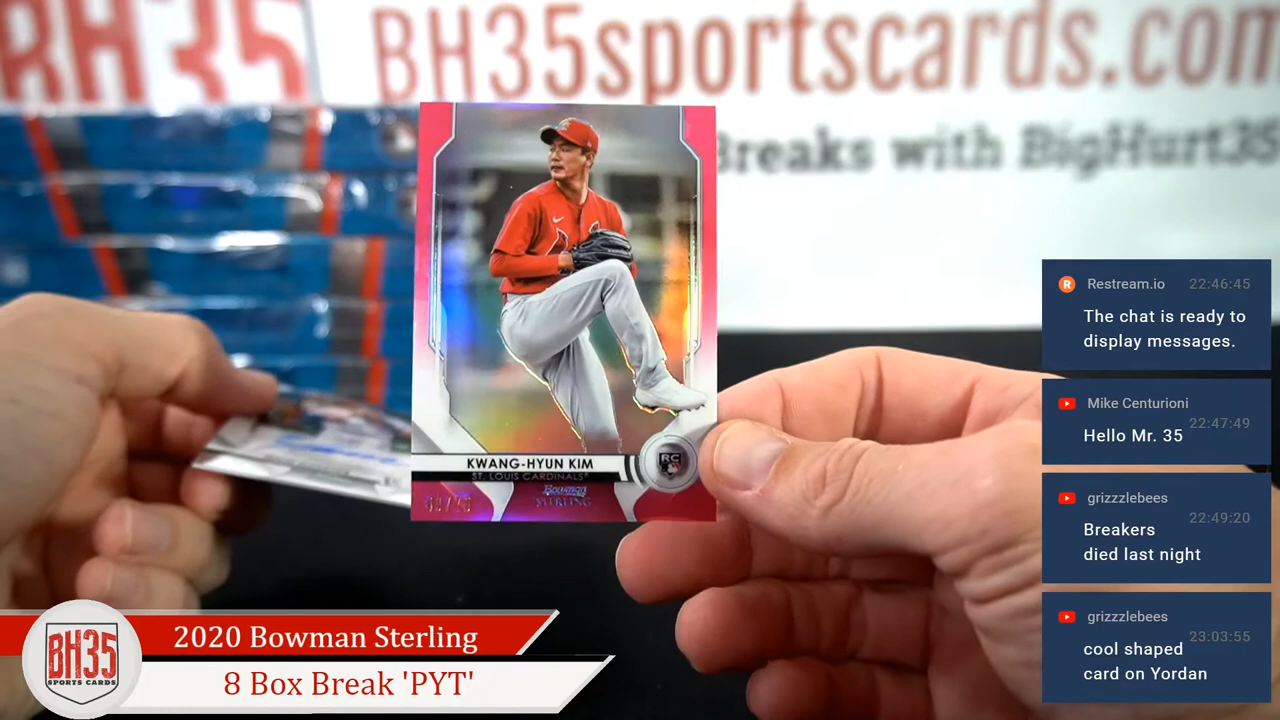 BH35
BH35sportscards.com
Breaks with BigHurt35
KWANG-HYUN KIM
ST. LOUIS CARDINALS®
RC
Bowman
STERLING
Restream.io 22:46:45
The chat is ready to
display messages.
Mike Centurioni
22:47:49
Hello Mr. 35
grizzzlebees
22:49:20
Breakers
died last night
grizzzlebees
23:03:55
cool shaped
card on Yordan
BH35
SPORTS CARDS
2020 Bowman Sterling
8 Box Break 'PYT'